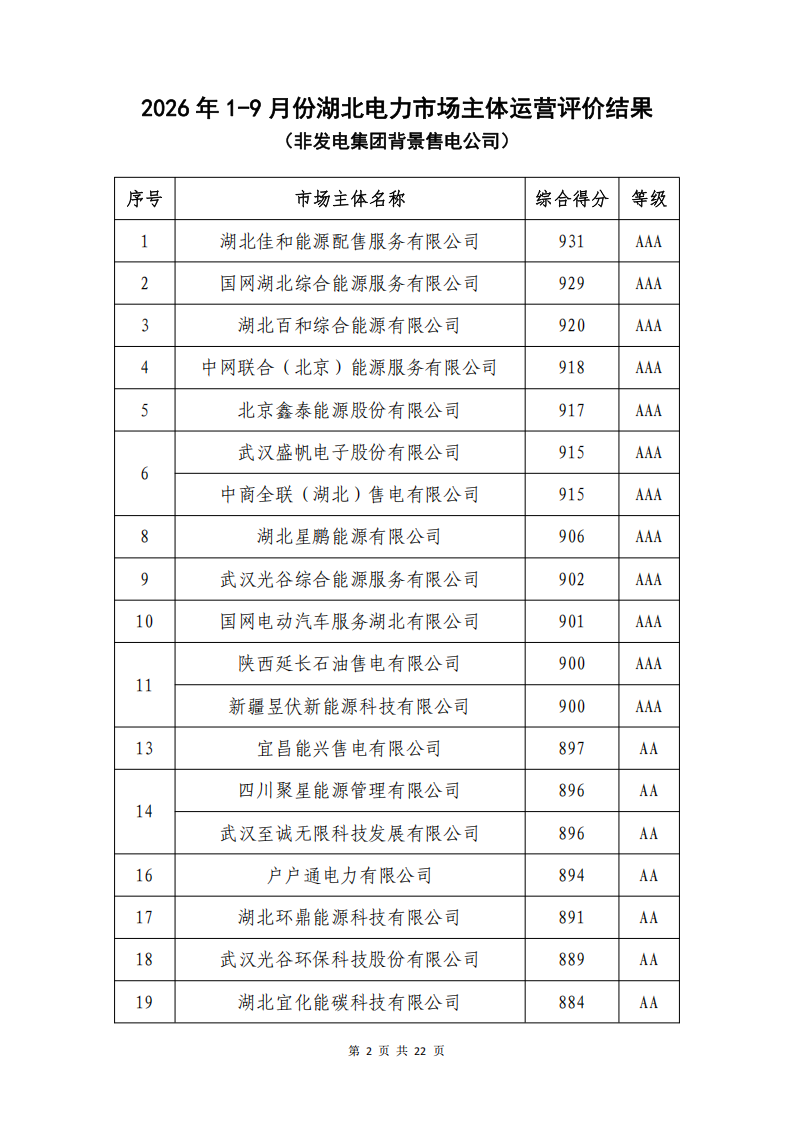 2026 年 1-9 月份湖北电力市场主体运营评价结果
（非发电集团背景售电公司）
序号 市场主体名称 综合得分 等级
1 湖北佳和能源配售服务有限公司 931 AAA
2 国网湖北综合能源服务有限公司 929 AAA
3 湖北百和综合能源有限公司 920 AAA
4 中网联合（北京）能源服务有限公司 918 AAA
5 北京鑫泰能源股份有限公司 917 AAA
6 武汉盛帆电子股份有限公司 915 AAA
中商全联（湖北）售电有限公司 915 AAA
8 湖北星鹏能源有限公司 906 AAA
9 武汉光谷综合能源服务有限公司 902 AAA
10 国网电动汽车服务湖北有限公司 901 AAA
11 陕西延长石油售电有限公司 900 AAA
新疆昱伏新能源科技有限公司 900 AAA
13 宜昌能兴售电有限公司 897 AA
14 四川聚星能源管理有限公司 896 AA
武汉至诚无限科技发展有限公司 896 AA
16 户户通电力有限公司 894 AA
17 湖北环鼎能源科技有限公司 891 AA
18 武汉光谷环保科技股份有限公司 889 AA
19 湖北宜化能碳科技有限公司 884 AA
第 2 页 共 22 页